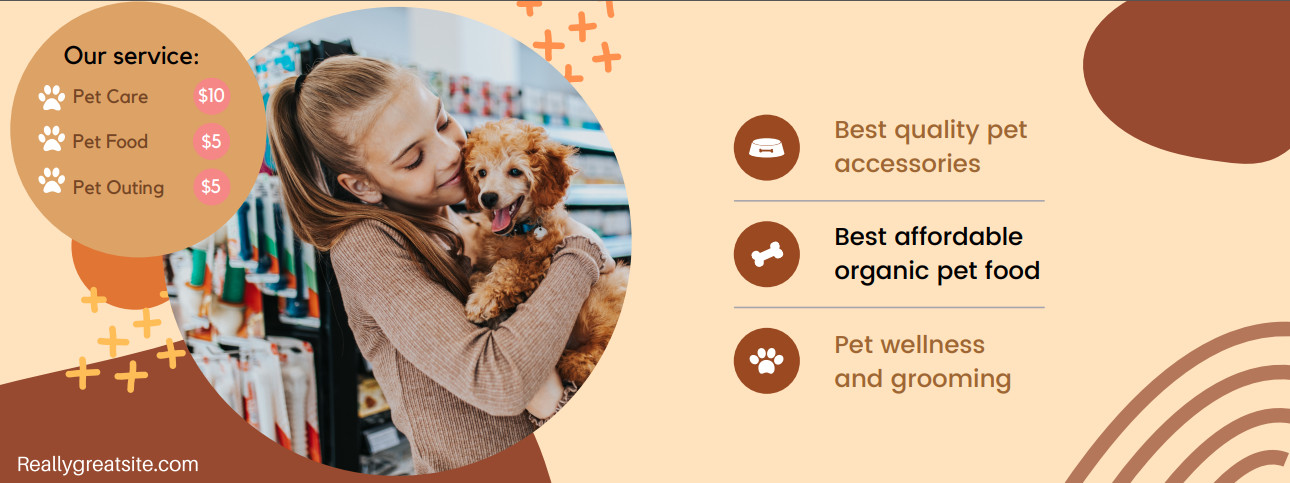 Our service:
Pet Care $10
Pet Food $5
Pet Outing $5
Best quality pet
accessories
Best affordable
organic pet food
Pet wellness
and grooming
Reallygreatsite.com